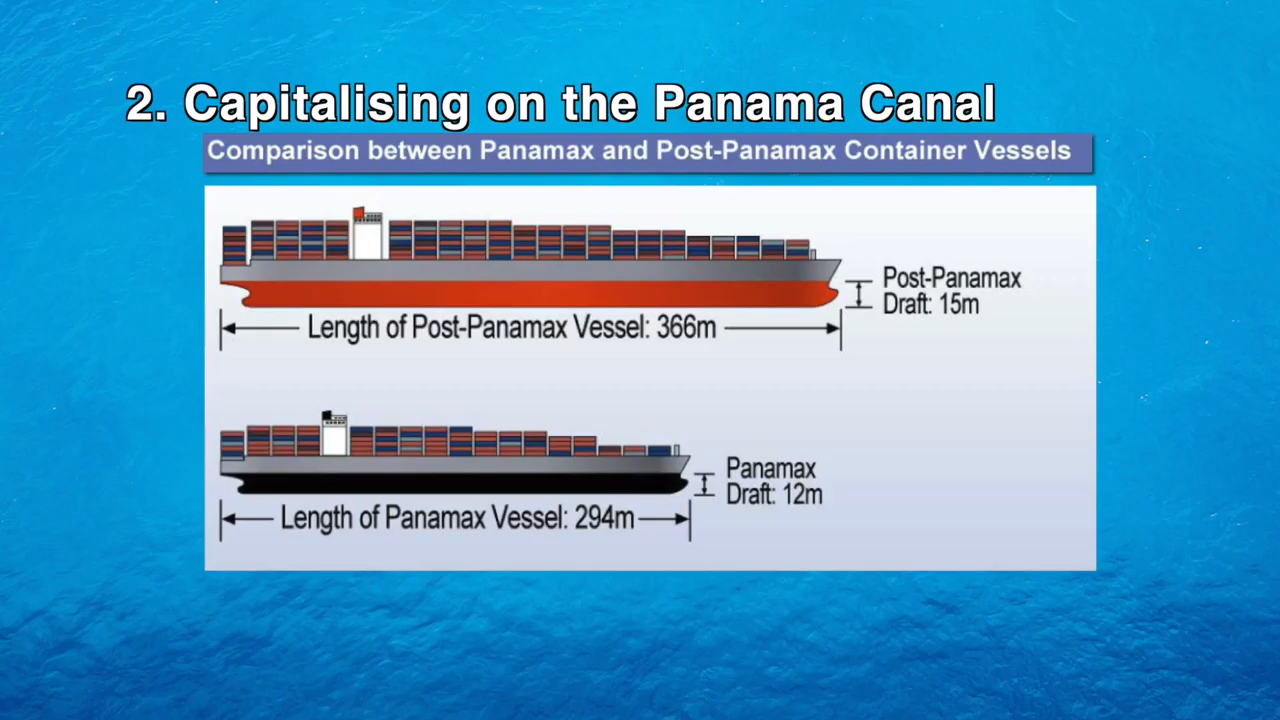 2. Capitalising on the Panama Canal
Comparison between Panamax and Post-Panamax Container Vessels
Post-Panamax
Draft: 15m
Length of Post-Panamax Vessel: 366m
Panamax
Draft: 12m
Length of Panamax Vessel: 294m